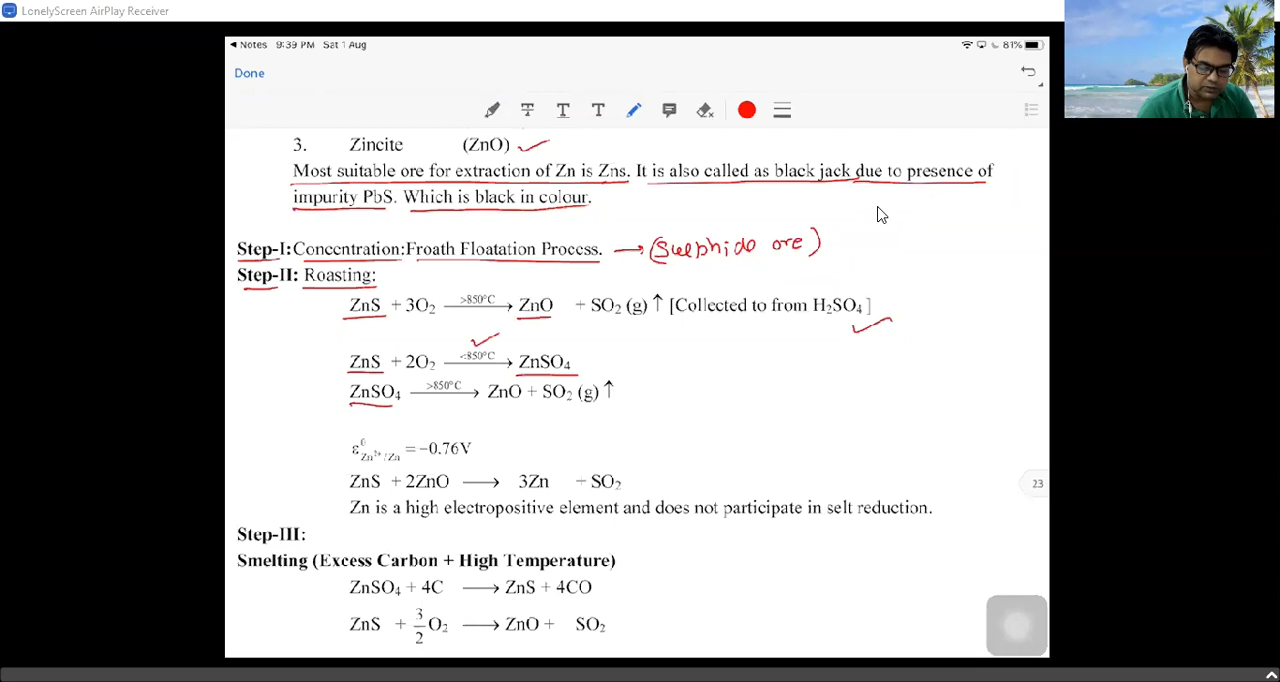 LonelyScreen AirPlay Receiver
Notes 9:39 PM Sat 1 Aug 81%
Done
3. Zincite (ZnO)
Most suitable ore for extraction of Zn is Zns. It is also called as black jack due to presence of
impurity PbS. Which is black in colour.
Step-I:Concentration:Froath Floatation Process. → (Sulphide ore)
Step-II: Roasting:
ZnS + 3O₂ —>850°C→ ZnO + SO₂ (g)↑ [Collected to from H₂SO₄ ]
ZnS + 2O₂ —<850°C→ ZnSO₄
ZnSO₄ —>850°C→ ZnO + SO₂ (g)↑
ε⁰Zn²⁺/Zn = −0.76V
ZnS + 2ZnO ⟶ 3Zn + SO₂
23
Zn is a high electropositive element and does not participate in selt reduction.
Step-III:
Smelting (Excess Carbon + High Temperature)
ZnSO₄ + 4C ⟶ ZnS + 4CO
ZnS + 3/2 O₂ ⟶ ZnO + SO₂